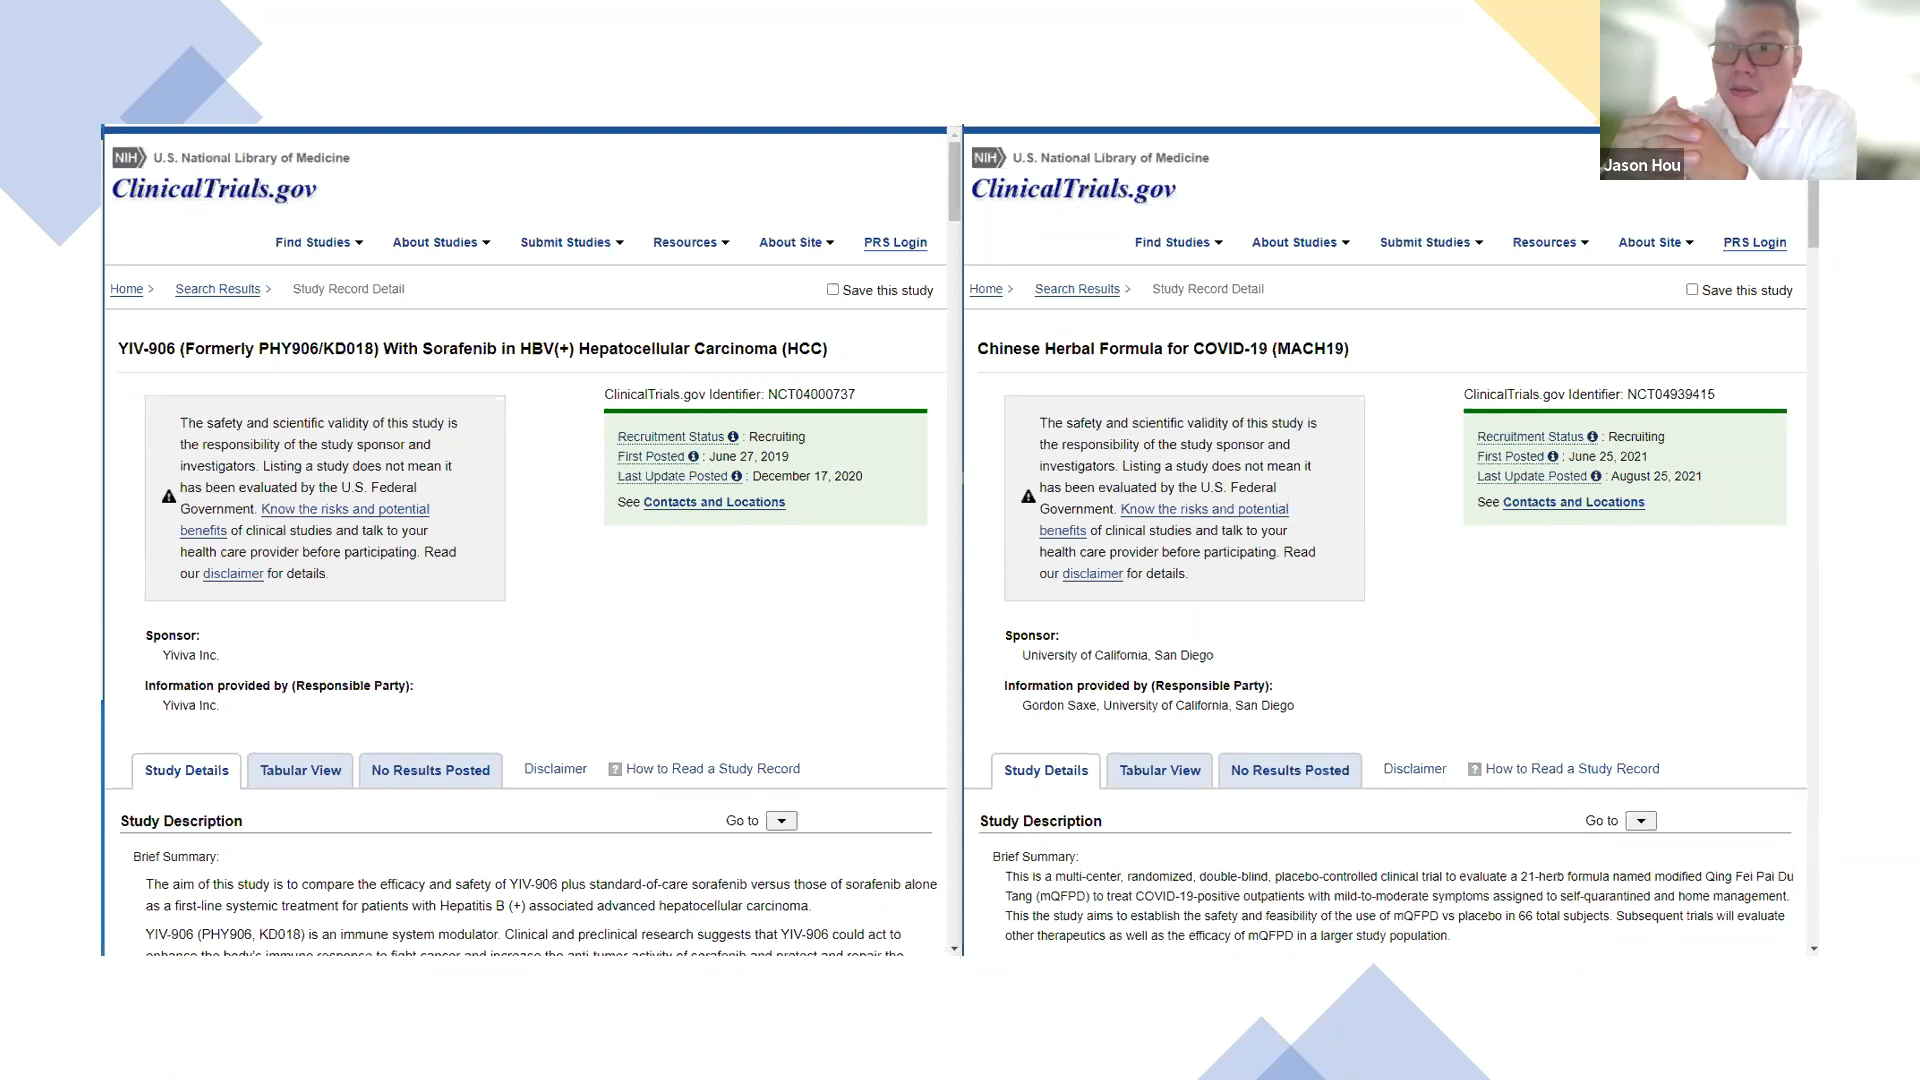 NIH U.S. National Library of Medicine
ClinicalTrials.gov
Find Studies About Studies Submit Studies Resources About Site PRS Login
Home > Search Results > Study Record Detail
Save this study
YIV-906 (Formerly PHY906/KD018) With Sorafenib in HBV(+) Hepatocellular Carcinoma (HCC)
The safety and scientific validity of this study is
the responsibility of the study sponsor and
investigators. Listing a study does not mean it
has been evaluated by the U.S. Federal
Government. Know the risks and potential
benefits of clinical studies and talk to your
health care provider before participating. Read
our disclaimer for details.
ClinicalTrials.gov Identifier: NCT04000737
Recruitment Status : Recruiting
First Posted : June 27, 2019
Last Update Posted : December 17, 2020
See Contacts and Locations
Sponsor:
Yiviva Inc.
Information provided by (Responsible Party):
Yiviva Inc.
Study Details Tabular View No Results Posted Disclaimer ? How to Read a Study Record
Study Description
Go to
Brief Summary:
The aim of this study is to compare the efficacy and safety of YIV-906 plus standard-of-care sorafenib versus those of sorafenib alone
as a first-line systemic treatment for patients with Hepatitis B (+) associated advanced hepatocellular carcinoma.
YIV-906 (PHY906, KD018) is an immune system modulator. Clinical and preclinical research suggests that YIV-906 could act to
enhance the body's immune response to fight cancer and increase the anti-tumor activity of sorafenib and protect and repair the
NIH U.S. National Library of Medicine
ClinicalTrials.gov
Find Studies About Studies Submit Studies Resources About Site PRS Login
Home > Search Results > Study Record Detail
Save this study
Chinese Herbal Formula for COVID-19 (MACH19)
The safety and scientific validity of this study is
the responsibility of the study sponsor and
investigators. Listing a study does not mean it
has been evaluated by the U.S. Federal
Government. Know the risks and potential
benefits of clinical studies and talk to your
health care provider before participating. Read
our disclaimer for details.
ClinicalTrials.gov Identifier: NCT04939415
Recruitment Status : Recruiting
First Posted : June 25, 2021
Last Update Posted : August 25, 2021
See Contacts and Locations
Sponsor:
University of California, San Diego
Information provided by (Responsible Party):
Gordon Saxe, University of California, San Diego
Study Details Tabular View No Results Posted Disclaimer ? How to Read a Study Record
Study Description
Go to
Brief Summary:
This is a multi-center, randomized, double-blind, placebo-controlled clinical trial to evaluate a 21-herb formula named modified Qing Fei Pai Du
Tang (mQFPD) to treat COVID-19-positive outpatients with mild-to-moderate symptoms assigned to self-quarantined and home management.
This the study aims to establish the safety and feasibility of the use of mQFPD vs placebo in 66 total subjects. Subsequent trials will evaluate
other therapeutics as well as the efficacy of mQFPD in a larger study population.
Jason Hou